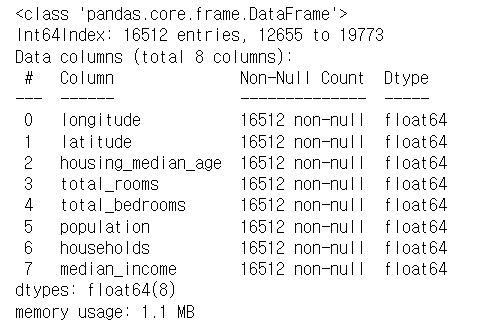 <class 'pandas.core.frame.DataFrame'>
Int64Index: 16512 entries, 12655 to 19773
Data columns (total 8 columns):
 #   Column              Non-Null Count  Dtype
---  ------              --------------  -----
 0   longitude           16512 non-null  float64
 1   latitude            16512 non-null  float64
 2   housing_median_age  16512 non-null  float64
 3   total_rooms         16512 non-null  float64
 4   total_bedrooms      16512 non-null  float64
 5   population          16512 non-null  float64
 6   households          16512 non-null  float64
 7   median_income       16512 non-null  float64
dtypes: float64(8)
memory usage: 1.1 MB